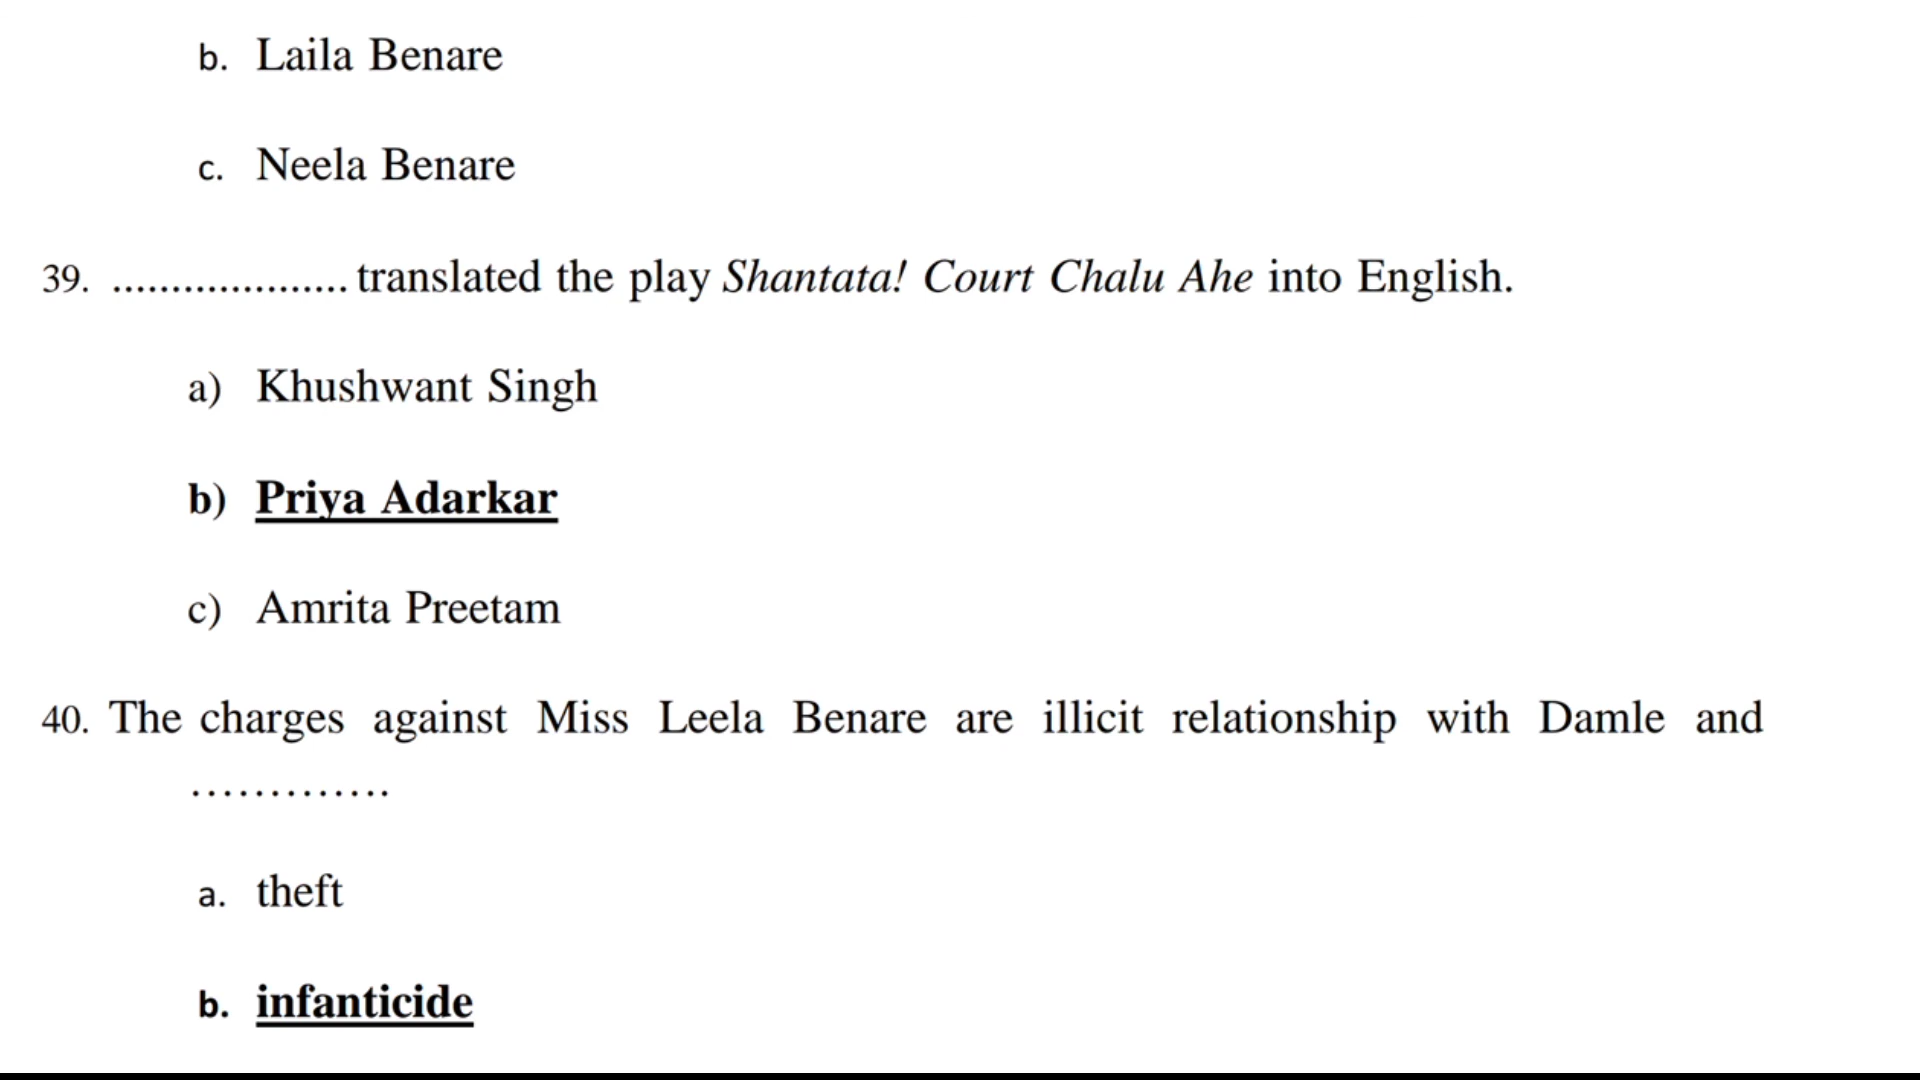 b. Laila Benare
c. Neela Benare
39. .................... translated the play Shantata! Court Chalu Ahe into English.
a) Khushwant Singh
b) Priya Adarkar
c) Amrita Preetam
40. The charges against Miss Leela Benare are illicit relationship with Damle and
.............
a. theft
b. infanticide